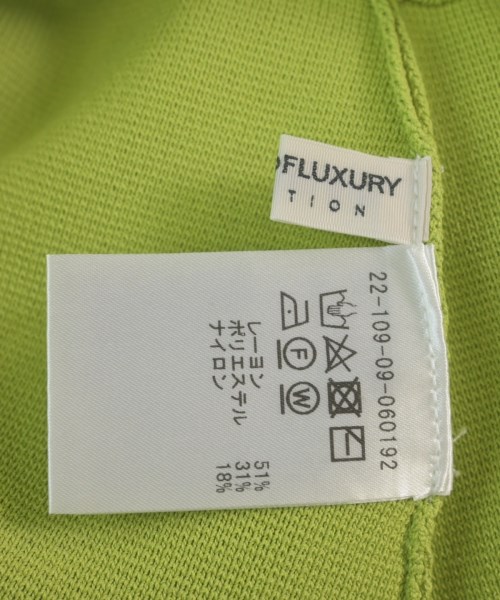 FLUXURY
TION
22-109-09-060192
F
W
レーヨン 51%
ポリエステル 31%
ナイロン 18%